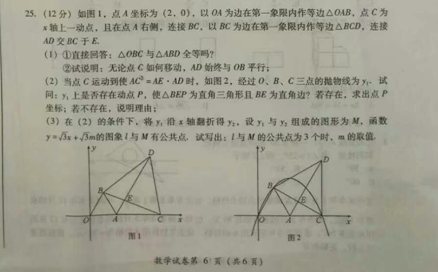 25. (12分) 如图1，点A坐标为 (2，0)，以OA为边在第一象限内作等边△OAB，点C为
x轴上一动点，且在点A右侧，连接BC，以BC为边在第一象限内作等边△BCD，连接
AD交BC于E.
(1) ①直接回答：△OBC与△ABD全等吗？
②试说明：无论点C如何移动，AD始终与OB平行；
(2) 当点C运动到使AC²＝AE·AD时，如图2，经过O、B、C三点的抛物线为y₁. 试
问：y₁上是否存在动点P，使△BEP为直角三角形且BE为直角边？若存在，求出点P
坐标；若不存在，说明理由；
(3) 在 (2) 的条件下，将y₁沿x轴翻折得y₂，设y₁与y₂组成的图形为M，函数
y＝√3x＋√3m的图象l与M有公共点. 试写出：l与M的公共点为3个时，m的取值.
y
D
B
E
O
A
C
x
图1
y
D
B
E
O
A
C
x
图2
数学试卷第 6 页 (共 6 页)